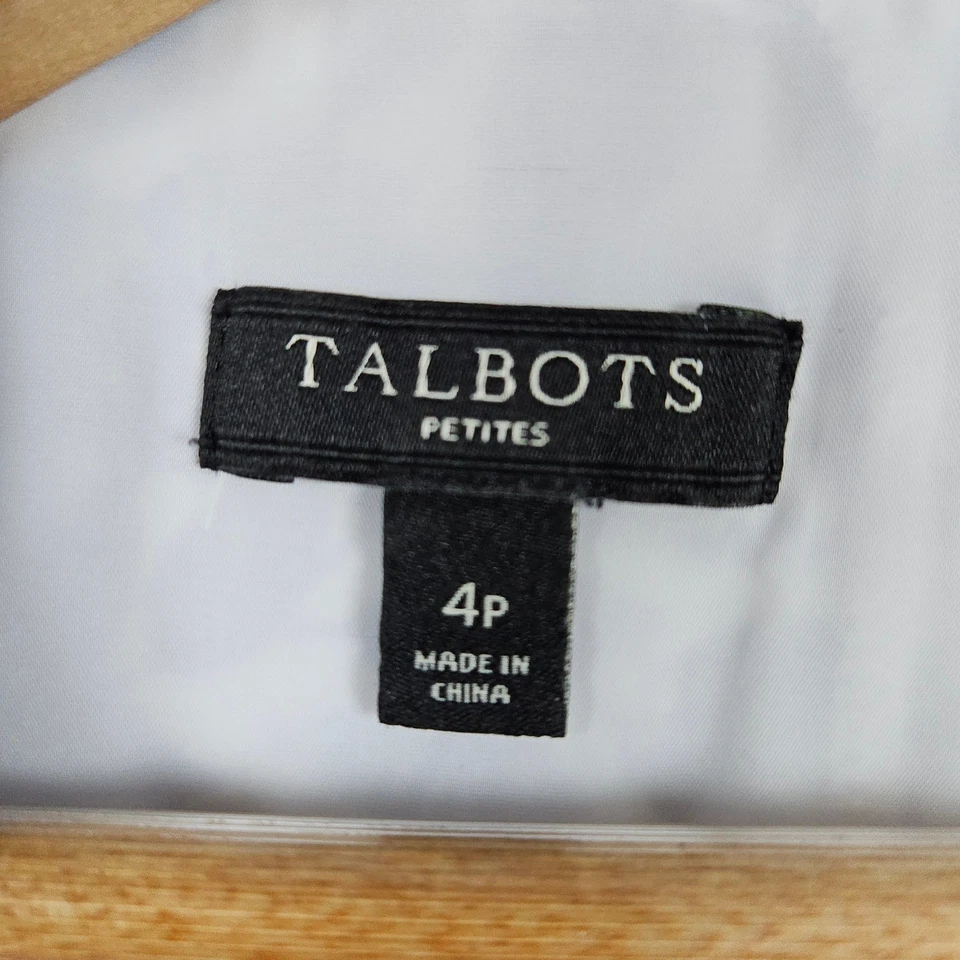 TALBOTS
PETITES
4P
MADE IN
CHINA